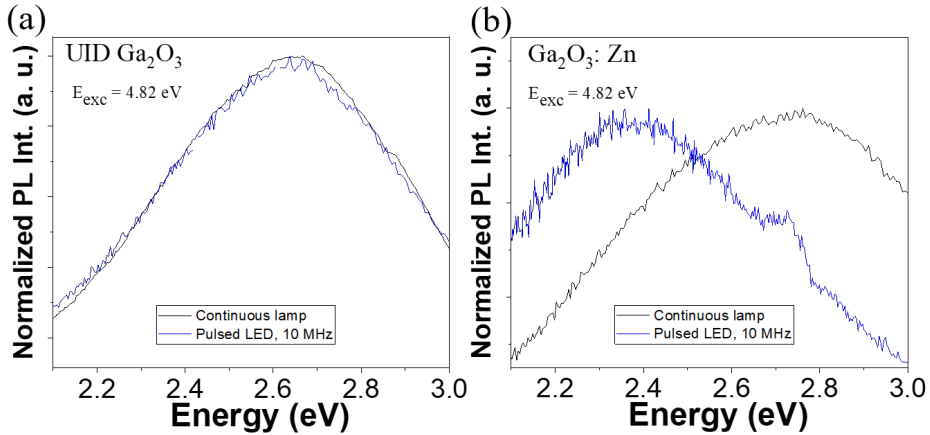 (a)
UID Ga₂O₃
E_exc = 4.82 eV
Normalized PL Int. (a. u.)
Continuous lamp
Pulsed LED, 10 MHz
2.2 2.4 2.6 2.8 3.0
Energy (eV)
(b)
Ga₂O₃: Zn
E_exc = 4.82 eV
Normalized PL Int. (a. u.)
Continuous lamp
Pulsed LED, 10 MHz
2.2 2.4 2.6 2.8 3.0
Energy (eV)